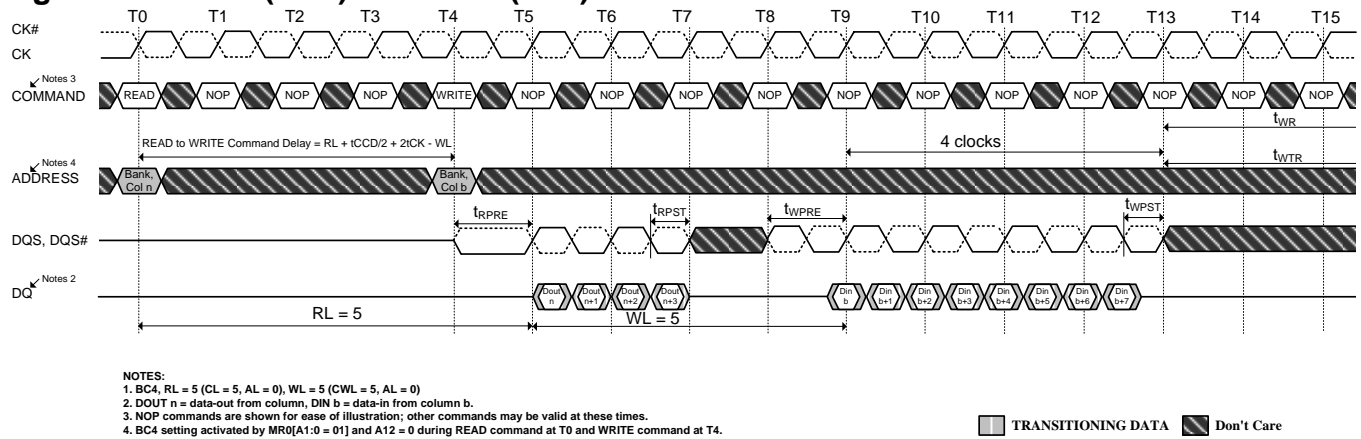 T0 T1 T2 T3 T4 T5 T6 T7 T8 T9 T10 T11 T12 T13 T14 T15
CK#
CK
Notes 3
COMMAND
READ NOP NOP NOP WRITE NOP NOP NOP NOP NOP NOP NOP NOP NOP NOP NOP
tWR
READ to WRITE Command Delay = RL + tCCD/2 + 2tCK - WL
4 clocks
tWTR
Notes 4
ADDRESS
Bank, Col n
Bank, Col b
tRPRE tRPST tWPRE tWPST
DQS, DQS#
Notes 2
DQ
Dout n Dout n+1 Dout n+2 Dout n+3 Din b Din b+1 Din b+2 Din b+3 Din b+4 Din b+5 Din b+6 Din b+7
RL = 5 WL = 5
NOTES:
1. BC4, RL = 5 (CL = 5, AL = 0), WL = 5 (CWL = 5, AL = 0)
2. DOUT n = data-out from column, DIN b = data-in from column b.
3. NOP commands are shown for ease of illustration; other commands may be valid at these times.
4. BC4 setting activated by MR0[A1:0 = 01] and A12 = 0 during READ command at T0 and WRITE command at T4.
TRANSITIONING DATA Don't Care